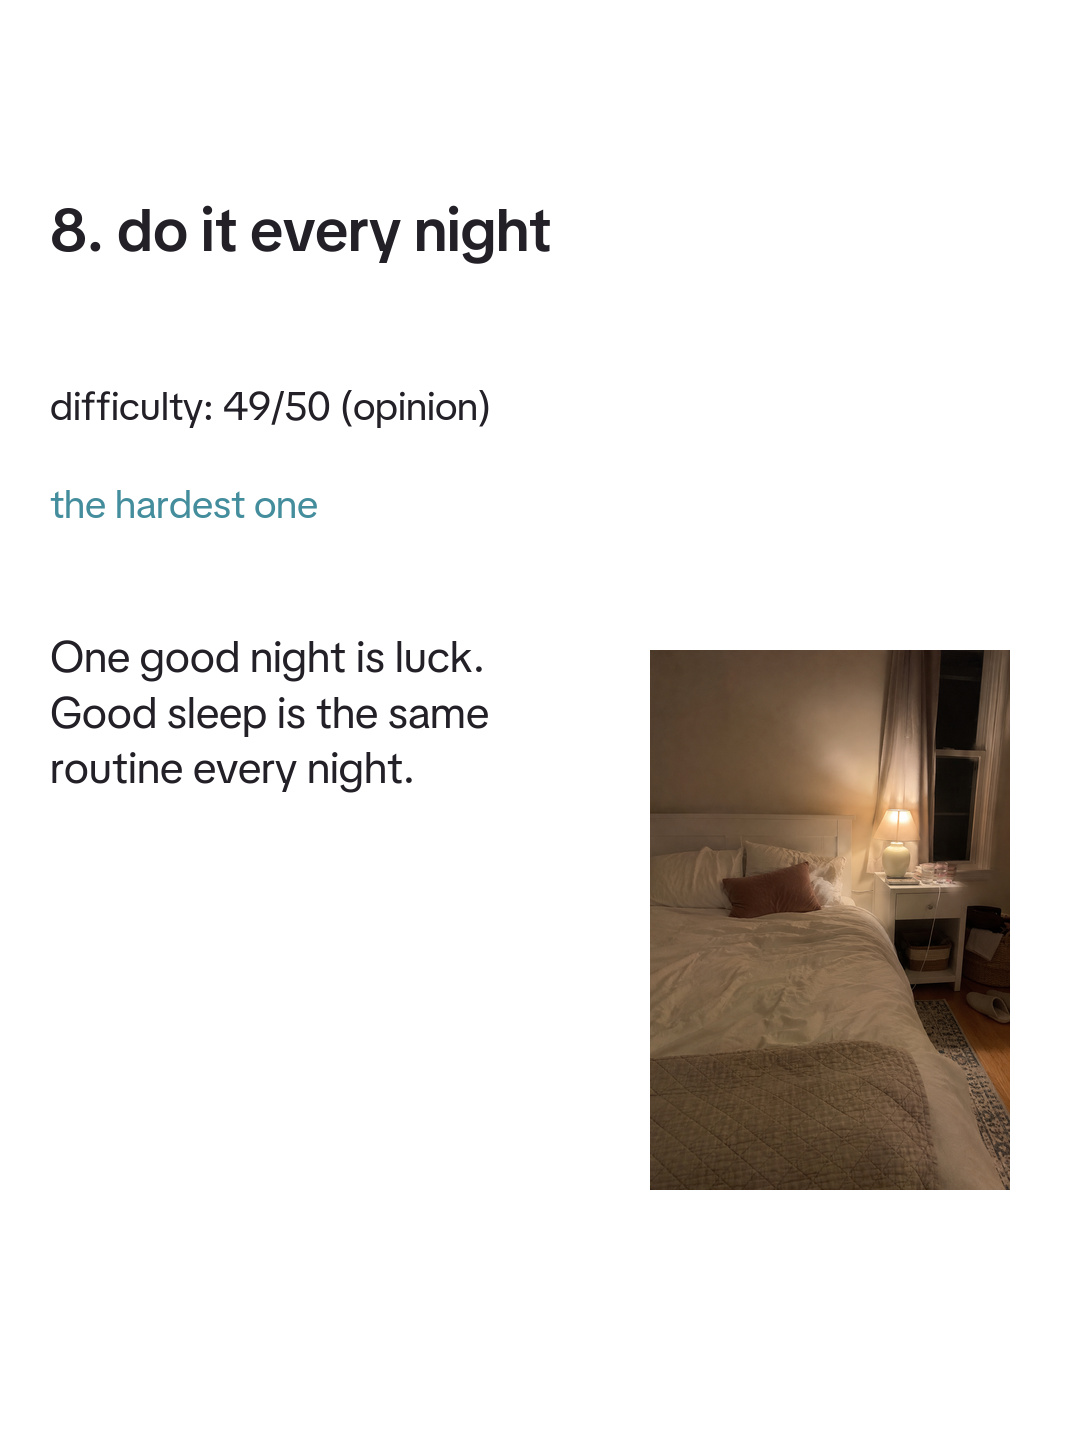 8. do it every night
difficulty: 49/50 (opinion)
the hardest one
One good night is luck.
Good sleep is the same
routine every night.